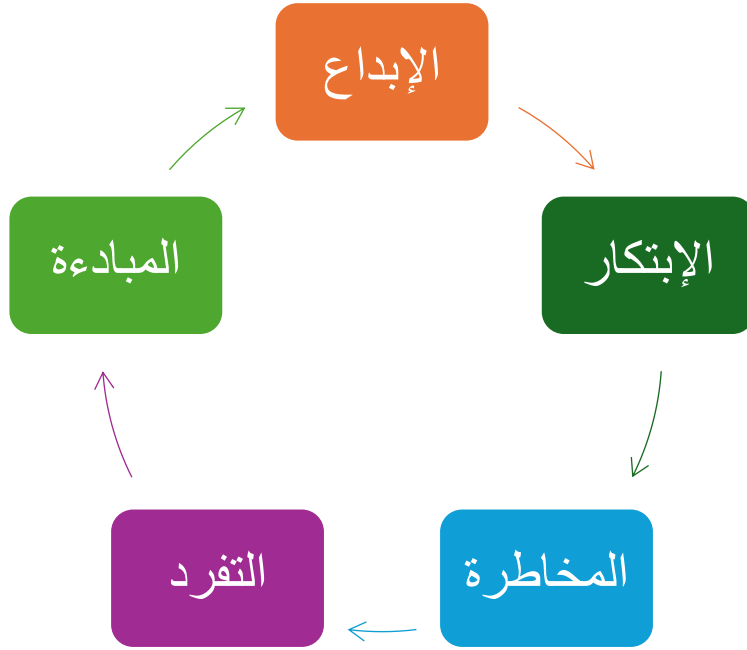 الإبداع
الإبتكار
المخاطرة
التفرد
المبادءة